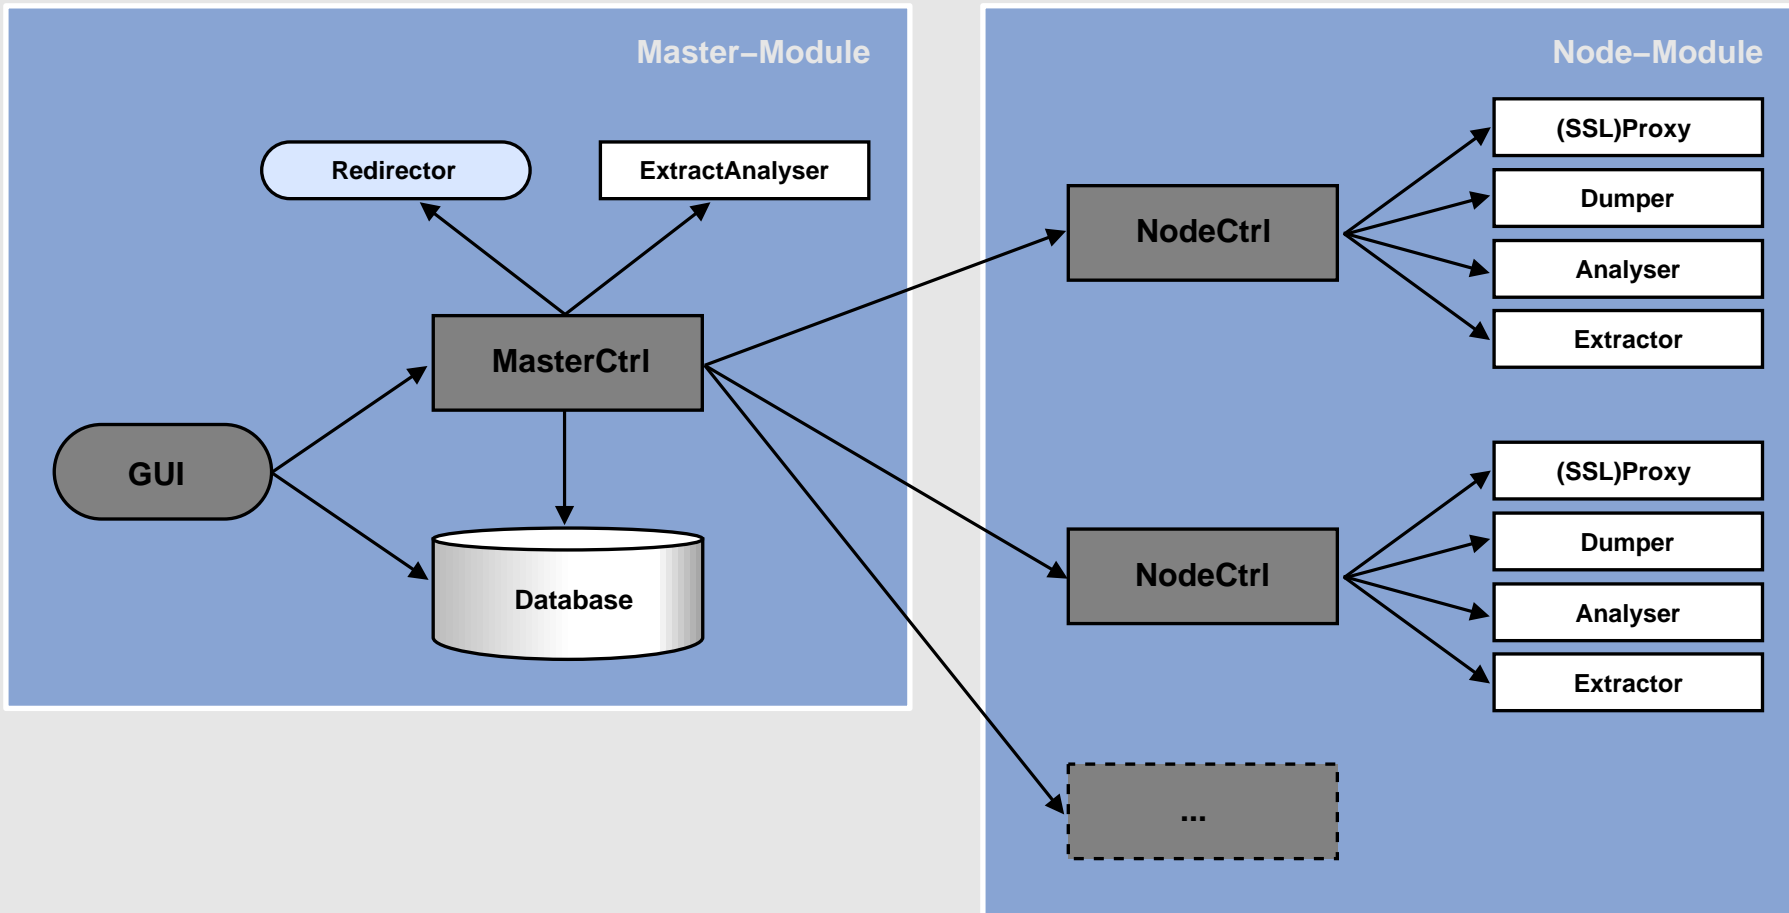 Master–Module
Redirector
ExtractAnalyser
MasterCtrl
GUI
Database
Node–Module
NodeCtrl
(SSL)Proxy
Dumper
Analyser
Extractor
NodeCtrl
(SSL)Proxy
Dumper
Analyser
Extractor
...